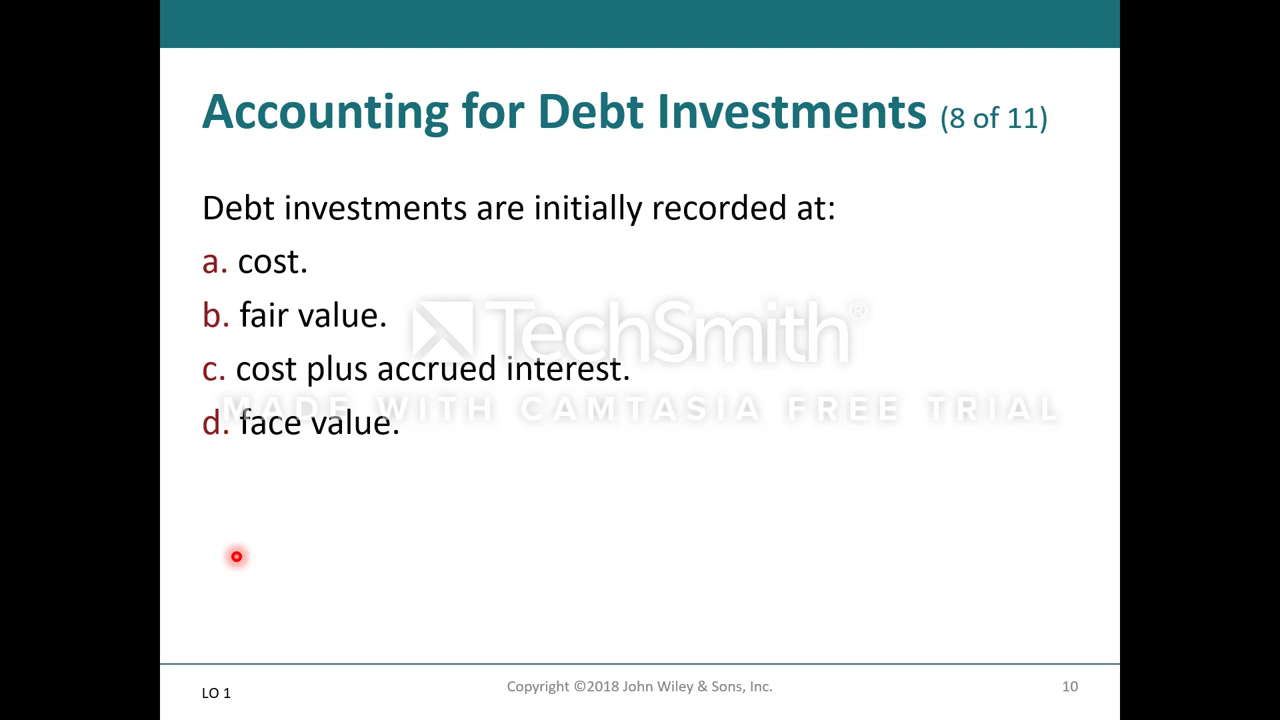 Accounting for Debt Investments (8 of 11)
Debt investments are initially recorded at:
a. cost.
b. fair value.
c. cost plus accrued interest.
d. face value.
TechSmith®
MADE WITH CAMTASIA FREE TRIAL
LO 1
Copyright ©2018 John Wiley & Sons, Inc.
10